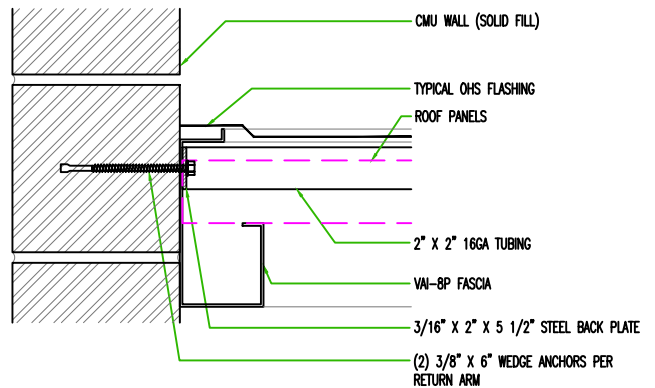 CMU WALL (SOLID FILL)
TYPICAL OHS FLASHING
ROOF PANELS
2" X 2" 16GA TUBING
VAI-8P FASCIA
3/16" X 2" X 5 1/2" STEEL BACK PLATE
(2) 3/8" X 6" WEDGE ANCHORS PER
RETURN ARM